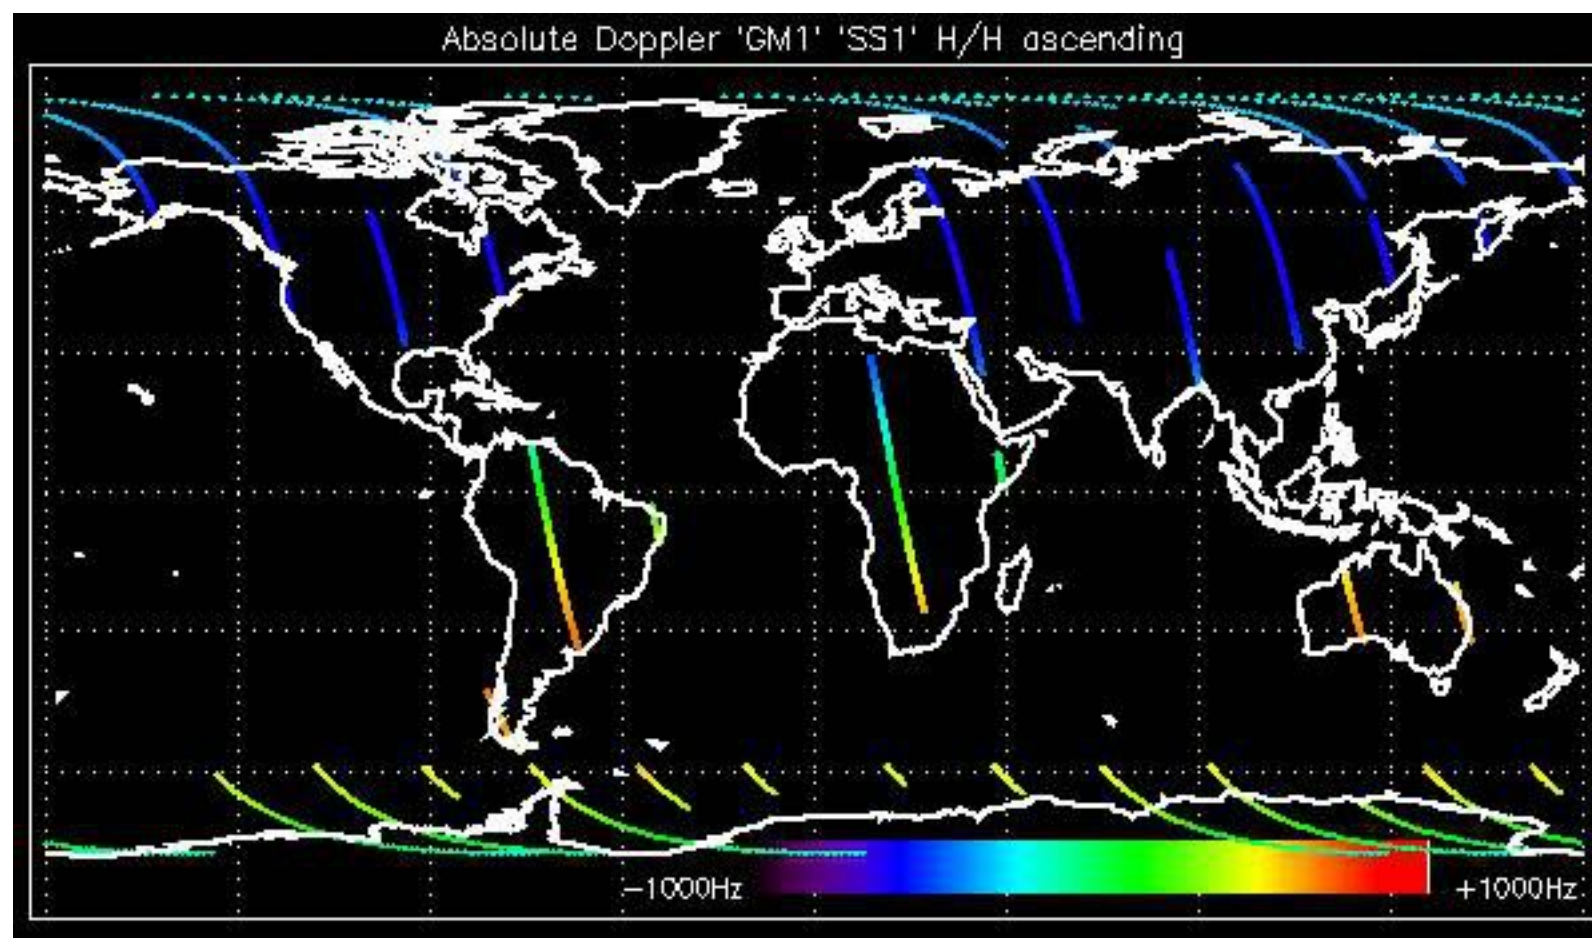 Absolute Doppler 'GM1' 'SS1' H/H ascending
-1000Hz
+1000Hz